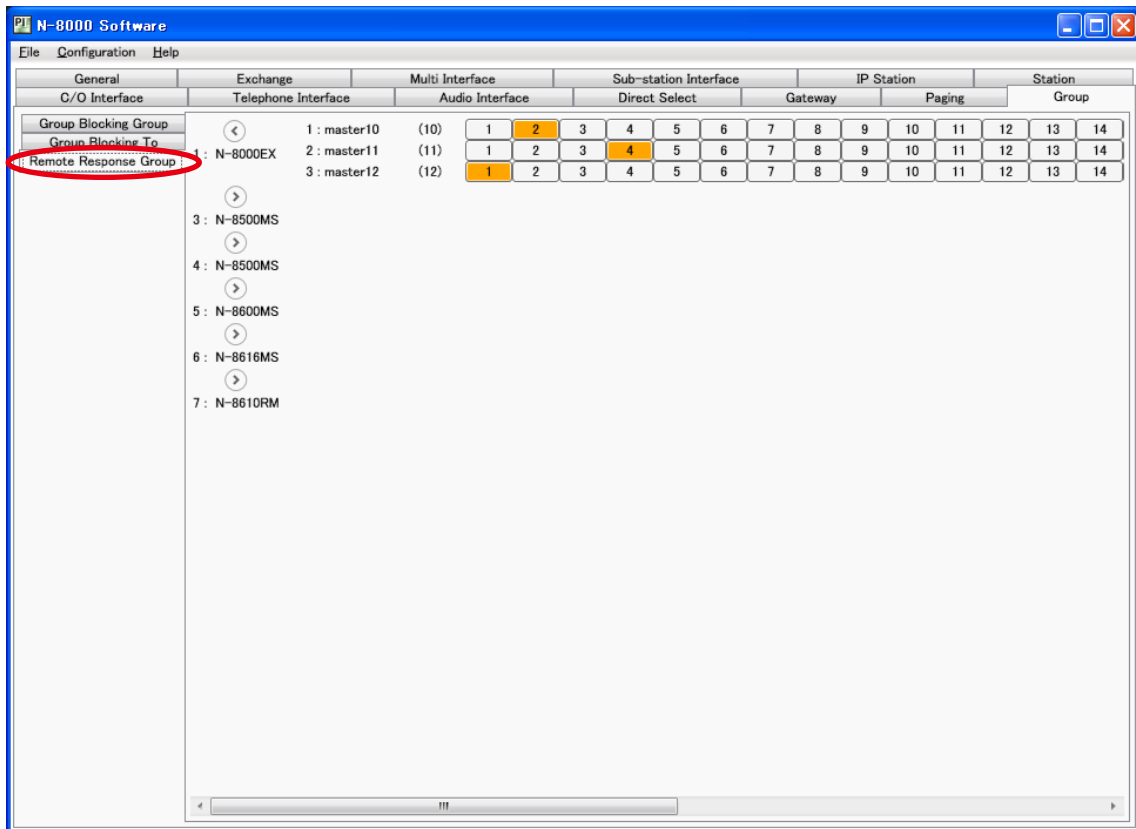 N-8000 Software
File Configuration Help
General Exchange Multi Interface Sub-station Interface IP Station Station
C/O Interface Telephone Interface Audio Interface Direct Select Gateway Paging Group
Group Blocking Group
Group Blocking To
Remote Response Group
1 : N-8000EX
1 : master10 (10) 1 2 3 4 5 6 7 8 9 10 11 12 13 14
2 : master11 (11) 1 2 3 4 5 6 7 8 9 10 11 12 13 14
3 : master12 (12) 1 2 3 4 5 6 7 8 9 10 11 12 13 14
3 : N-8500MS
4 : N-8500MS
5 : N-8600MS
6 : N-8616MS
7 : N-8610RM